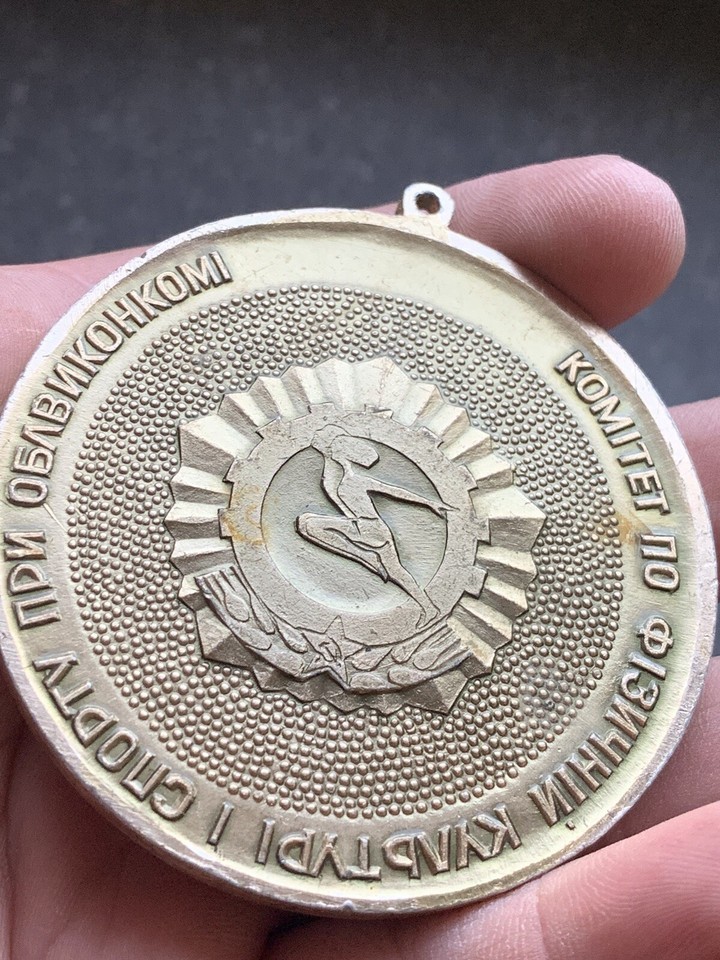 КОМІТЕТ ПО ФІЗИЧНІЙ КУЛЬТУРІ І СПОРТУ ПРИ ОБЛВИКОНКОМІ